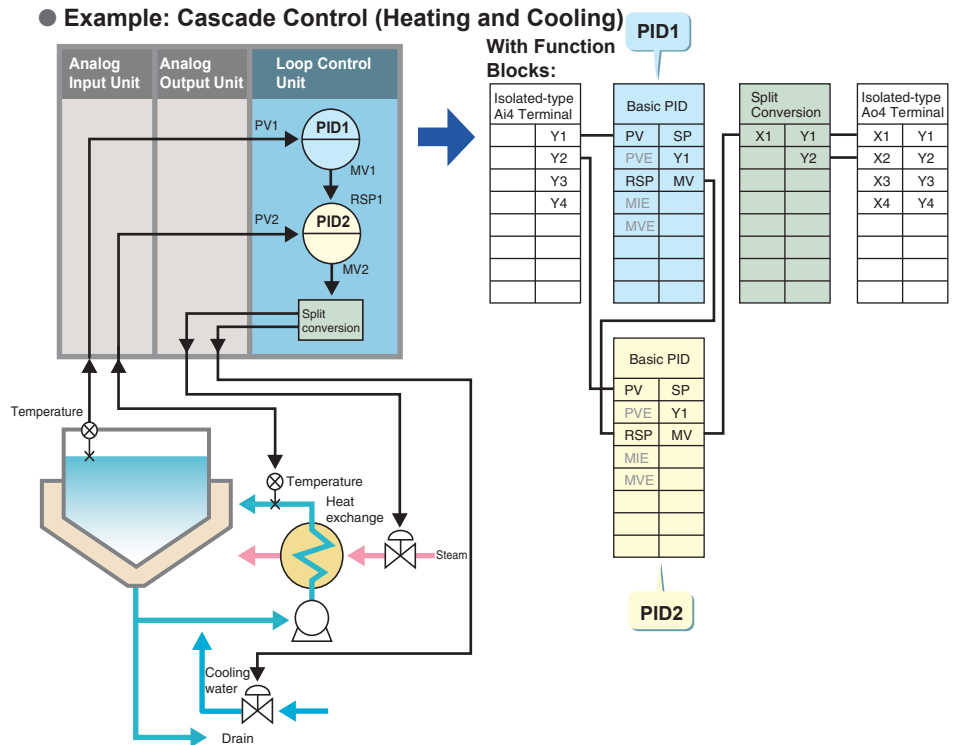 ● Example: Cascade Control (Heating and Cooling)
Analog
Input Unit
Analog
Output Unit
Loop Control
Unit
PV1
PID1
MV1
RSP1
PV2
PID2
MV2
Split
conversion
Temperature
Temperature
Heat
exchange
Steam
Cooling
water
Drain
With Function
Blocks:
PID1
Isolated-type
Ai4 Terminal
Y1
Y2
Y3
Y4
Basic PID
PV SP
PVE Y1
RSP MV
MIE
MVE
Split
Conversion
X1 Y1
Y2
Isolated-type
Ao4 Terminal
X1 Y1
X2 Y2
X3 Y3
X4 Y4
Basic PID
PV SP
PVE Y1
RSP MV
MIE
MVE
PID2